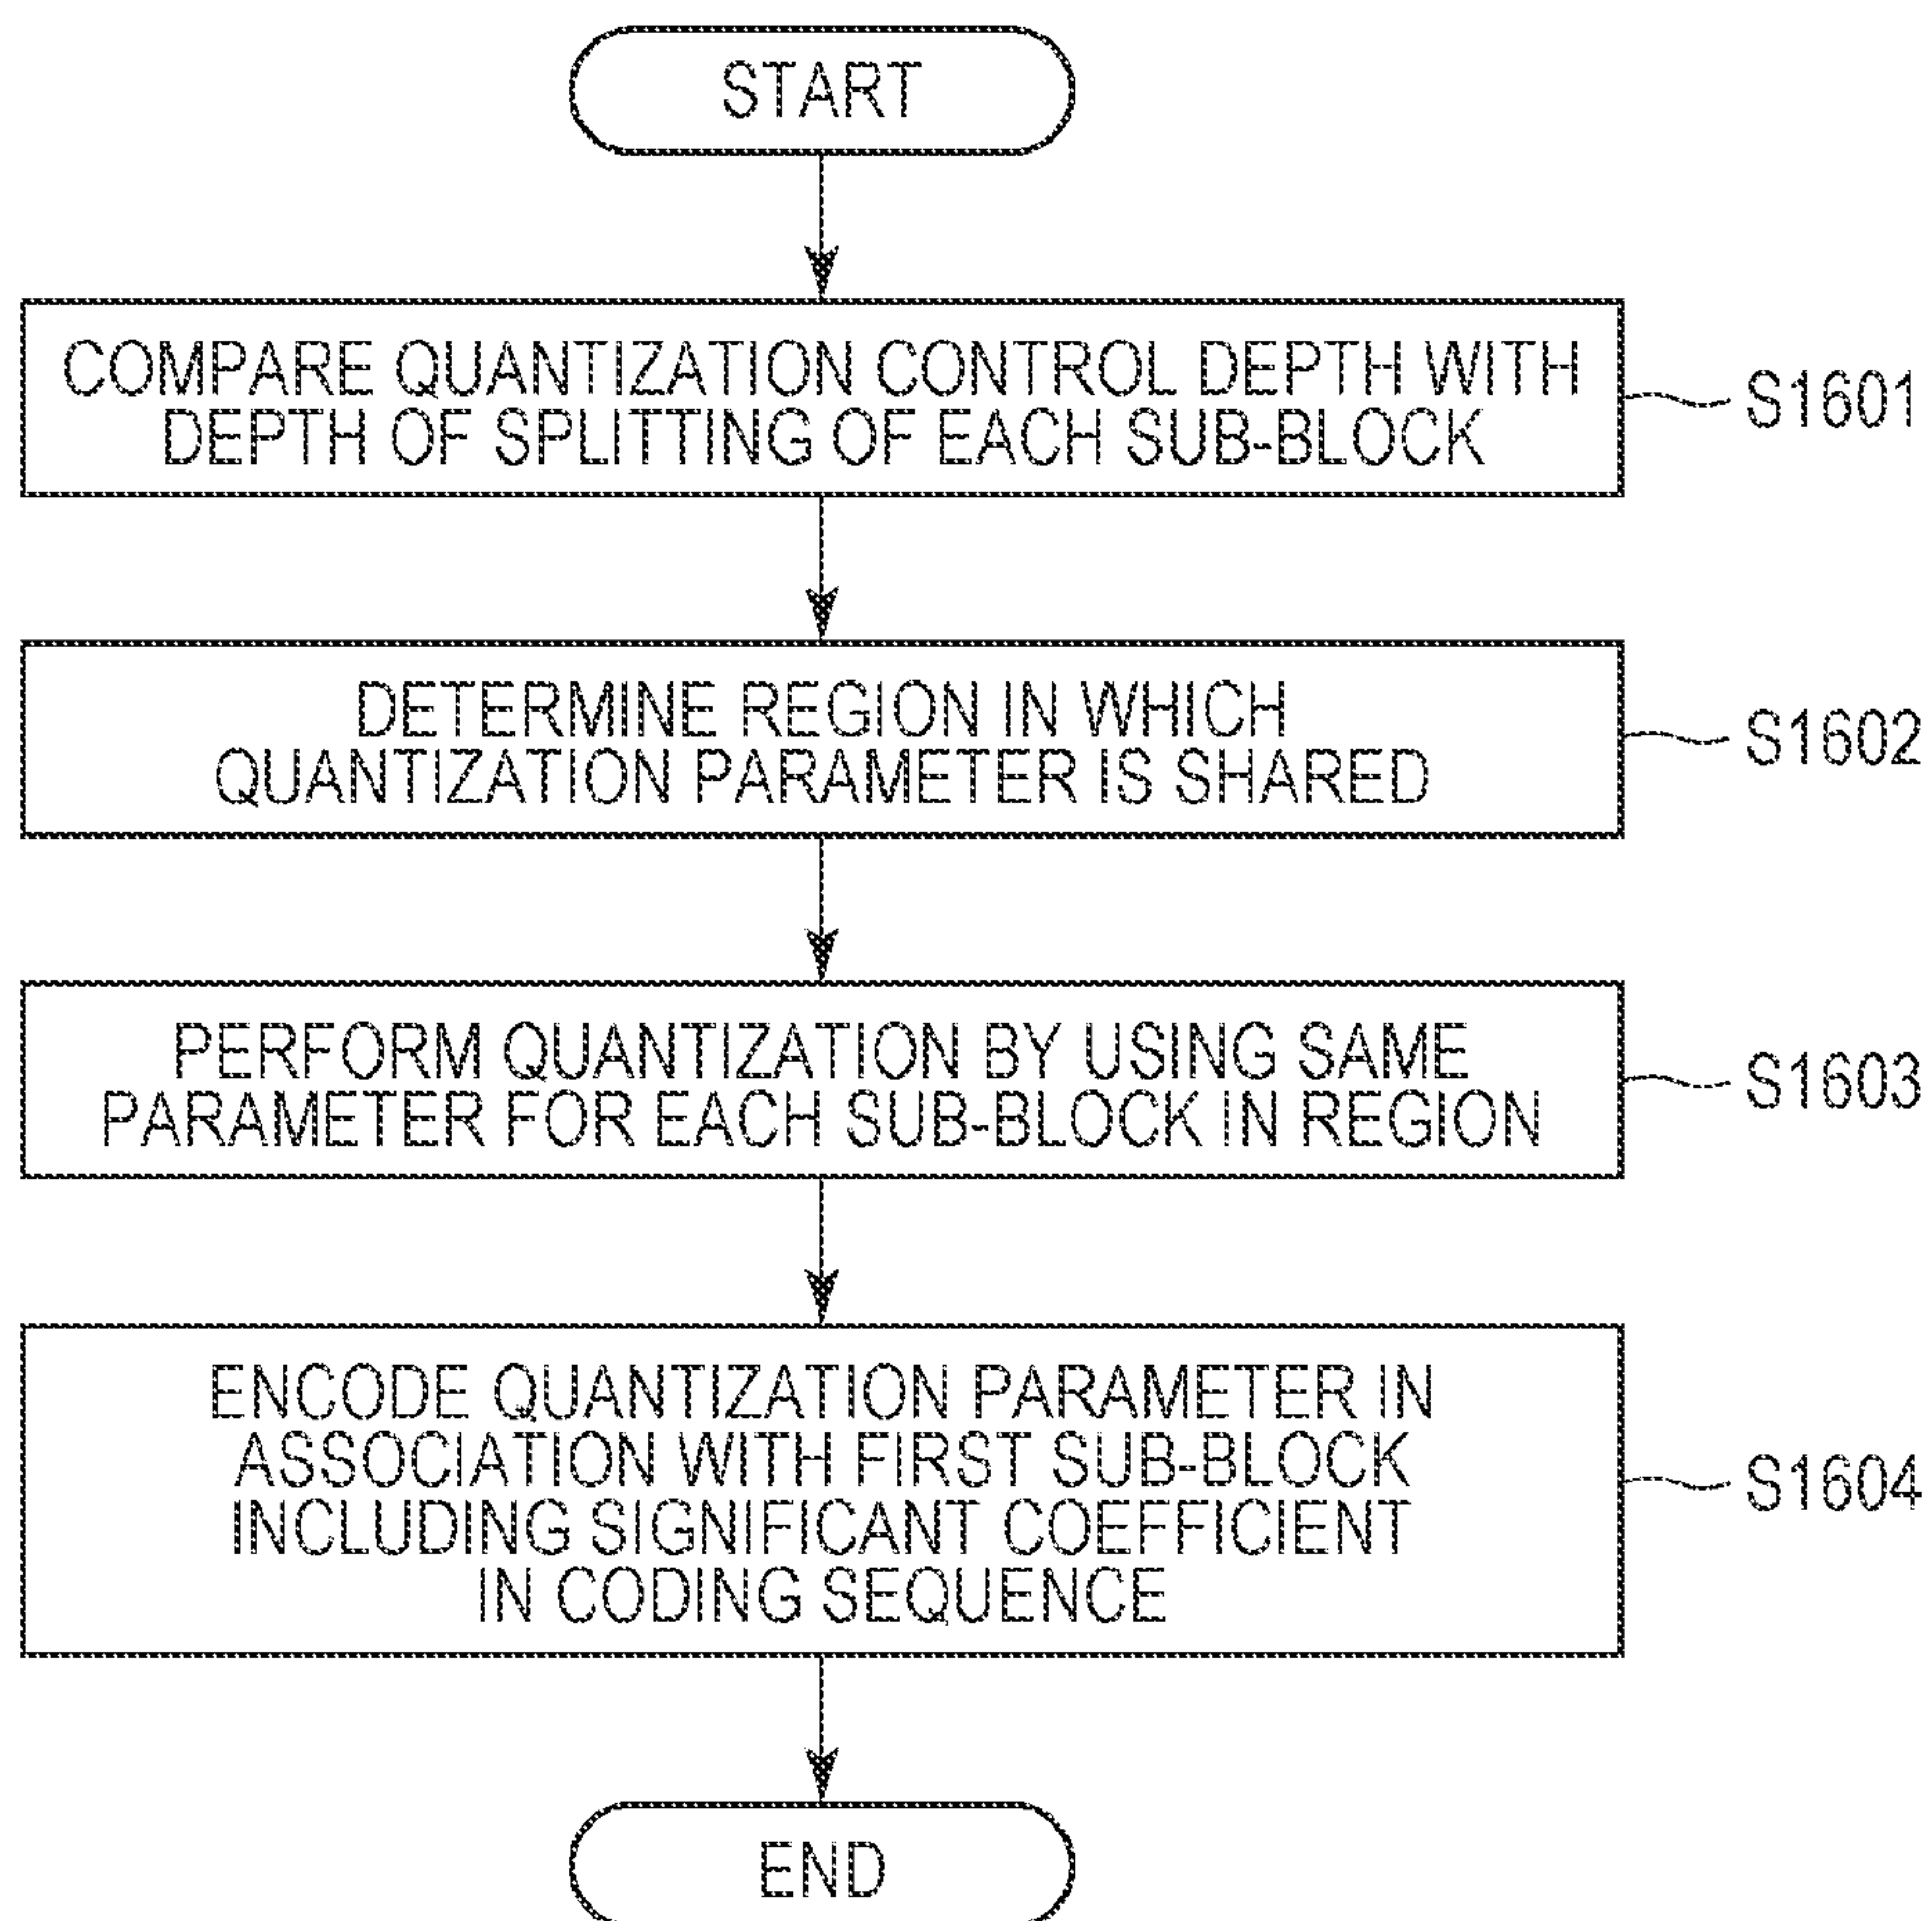 START
COMPARE QUANTIZATION CONTROL DEPTH WITH
DEPTH OF SPLITTING OF EACH SUB-BLOCK
S1601
DETERMINE REGION IN WHICH
QUANTIZATION PARAMETER IS SHARED
S1602
PERFORM QUANTIZATION BY USING SAME
PARAMETER FOR EACH SUB-BLOCK IN REGION
S1603
ENCODE QUANTIZATION PARAMETER IN
ASSOCIATION WITH FIRST SUB-BLOCK
INCLUDING SIGNIFICANT COEFFICIENT
IN CODING SEQUENCE
S1604
END